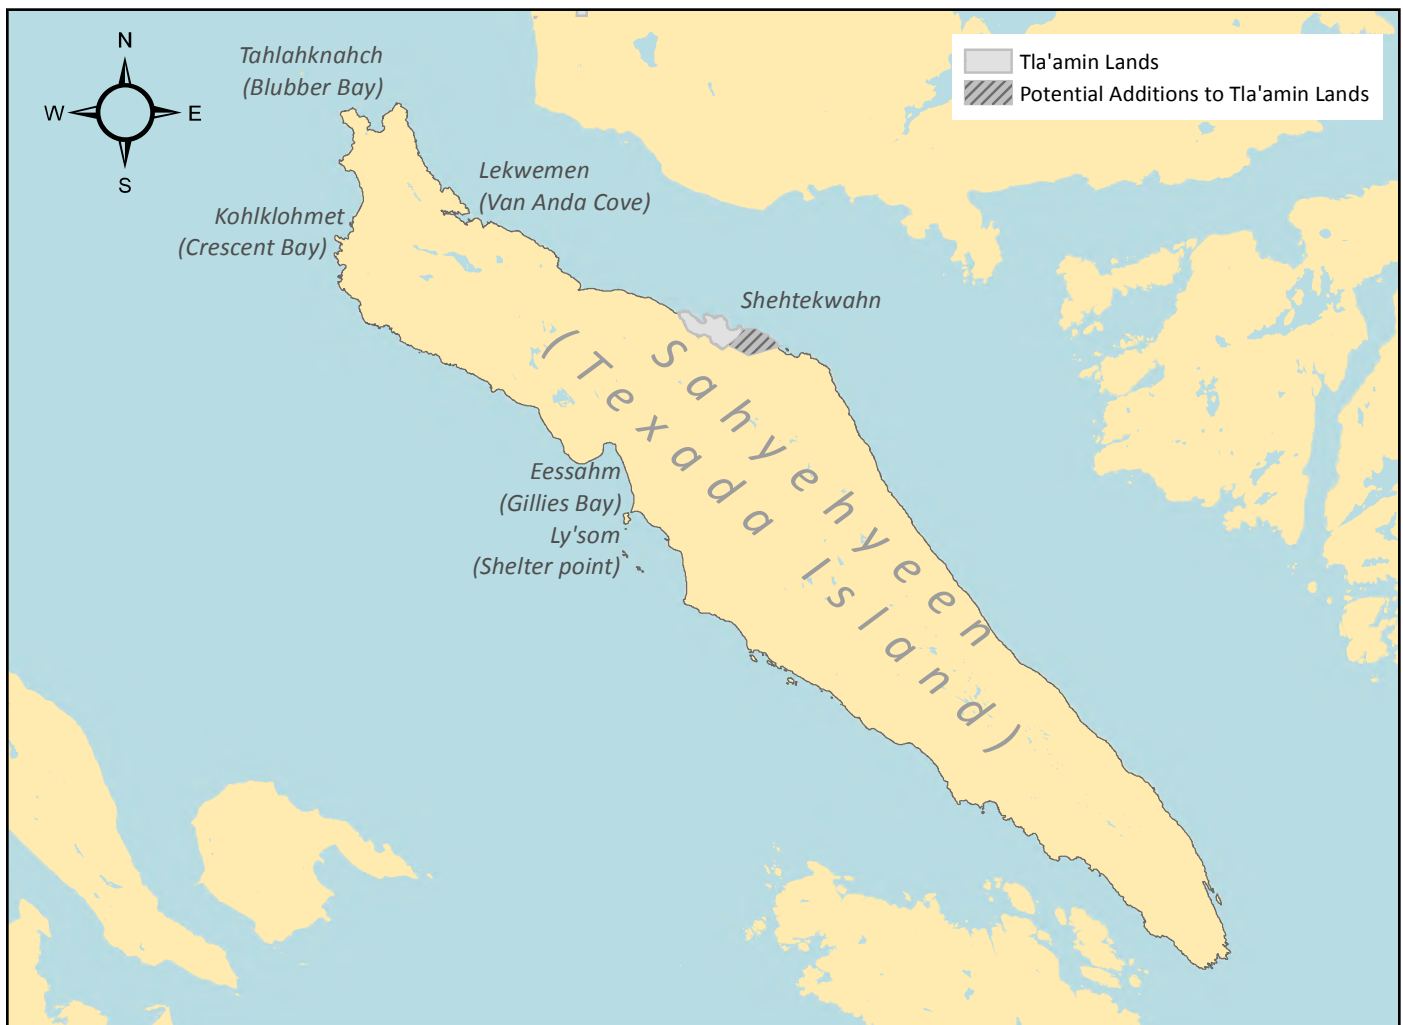 N
W E
S
Tla'amin Lands
Potential Additions to Tla'amin Lands
Tahlahknahch
(Blubber Bay)
Lekwemen
(Van Anda Cove)
Kohlklohmet
(Crescent Bay)
Shehtekwahn
Sahyehyeen
(Texada Island)
Eessahm
(Gillies Bay)
Ly'som
(Shelter point)